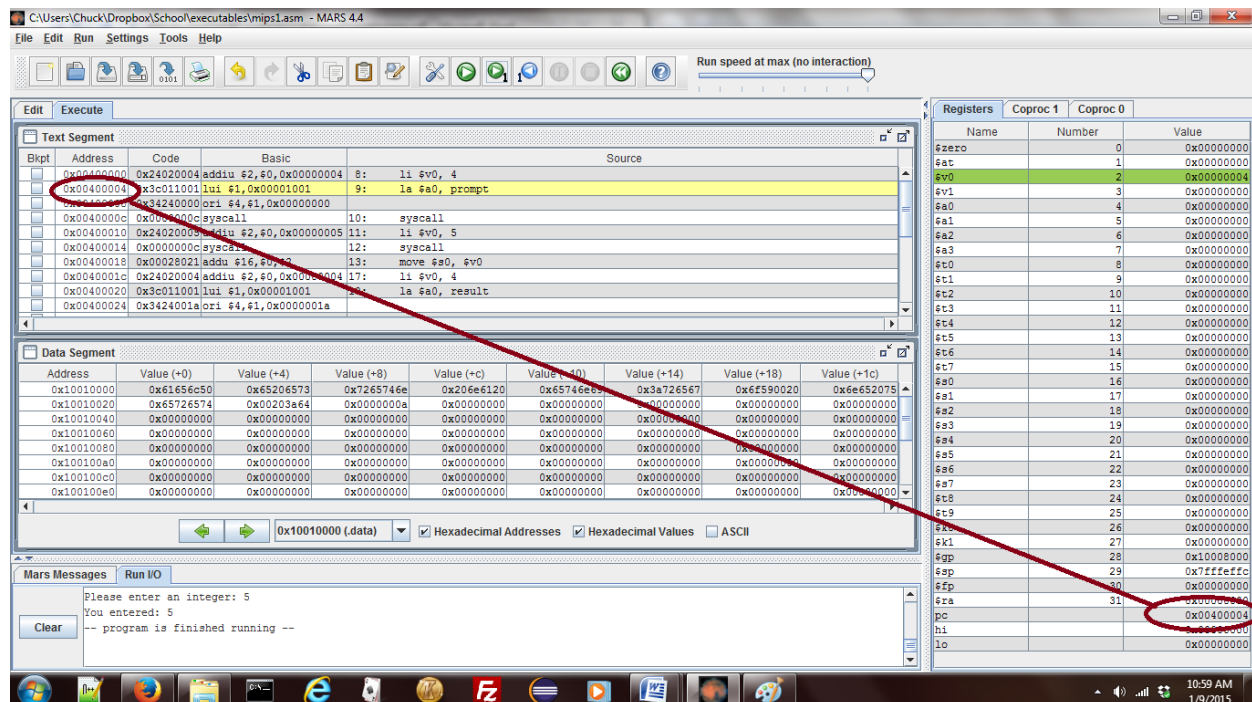 C:\Users\Chuck\Dropbox\School\executables\mips1.asm - MARS 4.4
File Edit Run Settings Tools Help
Run speed at max (no interaction)
Edit Execute
Text Segment
Bkpt Address Code Basic Source
0x00400000 0x24020004 addiu $2,$0,0x00000004 8: li $v0, 4
0x00400004 0x3c011001 lui $1,0x00001001 9: la $a0, prompt
0x34240000 ori $4,$1,0x00000000
0x0040000c syscall 10: syscall
0x00400010 addiu $2,$0,0x00000005 11: li $v0, 5
0x00400014 0x0000000c 12: syscall
0x00400018 0x00028021 addu 13: move $s0, $v0
0x0040001c 0x24020004 addiu 17: li $v0, 4
0x00400020 0x3c011001 lui $1,0x00001001 la $a0, result
0x00400024 0x3424001a ori $4,$1,0x0000001a
Data Segment
Address Value (+0) Value (+4) Value (+8) Value (+c) Value (+14) Value (+18) Value (+1c)
0x10010000 0x61656c50 0x65206573 0x7265746e 0x206e6120 0x3a726567 0x6f590020 0x6e652075
0x10010020 0x65726574 0x00203a64 0x0000000a 0x00000000 0x00000000 0x00000000 0x00000000
0x10010040 0x00000000 0x00000000 0x00000000 0x00000000 0x00000000 0x00000000 0x00000000
0x10010060 0x00000000 0x00000000 0x00000000 0x00000000 0x00000000 0x00000000 0x00000000 0x00000000
0x10010080 0x00000000 0x00000000 0x00000000 0x00000000 0x00000000 0x00000000 0x00000000
0x100100a0 0x00000000 0x00000000 0x00000000 0x00000000 0x00000000 0x00000000 0x00000000
0x100100c0 0x00000000 0x00000000 0x00000000 0x00000000 0x00000000 0x00000000 0x00000000 0x00000000
0x100100e0 0x00000000 0x00000000 0x00000000 0x00000000 0x00000000 0x00000000 0x00000000
0x10010000 (.data) Hexadecimal Addresses Hexadecimal Values ASCII
Mars Messages Run I/O
Please enter an integer: 5
You entered: 5
-- program is finished running --
Clear
Registers Coproc 1 Coproc 0
Name Number Value
$zero 0 0x00000000
$at 1 0x00000000
$v0 2 0x00000004
$v1 3 0x00000000
$a0 4 0x00000000
$a1 5 0x00000000
$a2 6 0x00000000
$a3 7 0x00000000
$t0 8 0x00000000
$t1 9 0x00000000
$t2 10 0x00000000
$t3 11 0x00000000
$t4 12 0x00000000
$t5 13 0x00000000
$t6 14 0x00000000
$t7 15 0x00000000
$s0 16 0x00000000
$s1 17 0x00000000
$s2 18 0x00000000
$s3 19 0x00000000
$s4 20 0x00000000
$s5 21 0x00000000
$s6 22 0x00000000
$s7 23 0x00000000
$t8 24 0x00000000
$t9 25 0x00000000
26 0x00000000
$k1 27 0x00000000
$gp 28 0x10008000
$sp 29 0x7fffeffc
$fp 30 0x00000000
$ra 31
pc 0x00400004
hi
lo 0x00000000
10:59 AM
1/9/2015